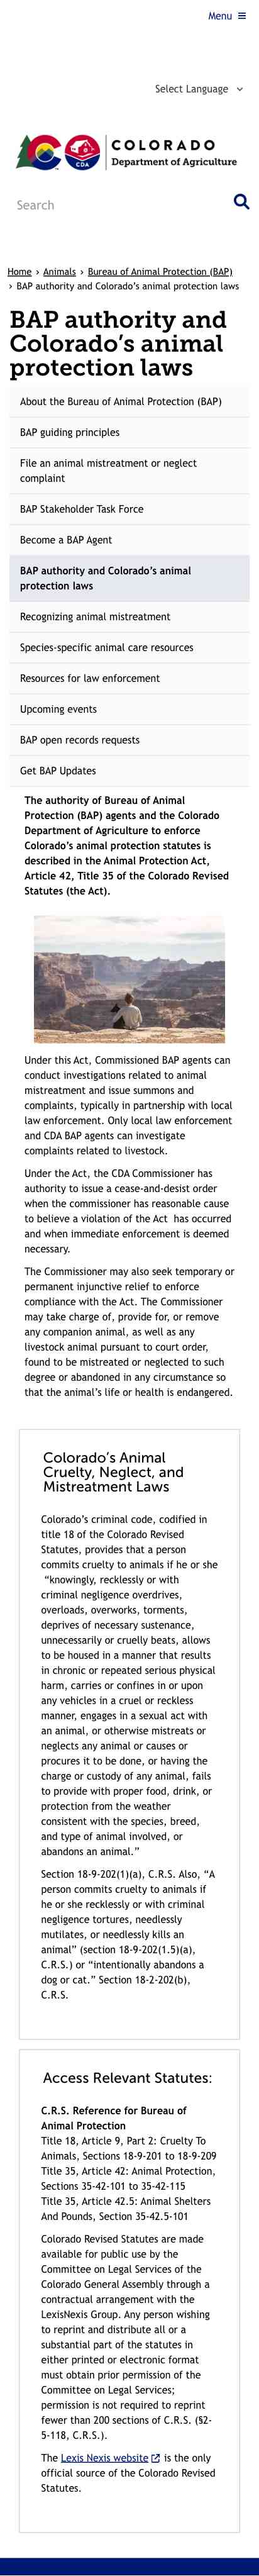 Menu
Select Language
COLORADO
Department of Agriculture
Search
Home › Animals › Bureau of Animal Protection (BAP)
› BAP authority and Colorado’s animal protection laws
BAP authority and
Colorado’s animal
protection laws
About the Bureau of Animal Protection (BAP)
BAP guiding principles
File an animal mistreatment or neglect
complaint
BAP Stakeholder Task Force
Become a BAP Agent
BAP authority and Colorado’s animal
protection laws
Recognizing animal mistreatment
Species-specific animal care resources
Resources for law enforcement
Upcoming events
BAP open records requests
Get BAP Updates
The authority of Bureau of Animal
Protection (BAP) agents and the Colorado
Department of Agriculture to enforce
Colorado’s animal protection statutes is
described in the Animal Protection Act,
Article 42, Title 35 of the Colorado Revised
Statutes (the Act).
Under this Act, Commissioned BAP agents can
conduct investigations related to animal
mistreatment and issue summons and
complaints, typically in partnership with local
law enforcement. Only local law enforcement
and CDA BAP agents can investigate
complaints related to livestock.
Under the Act, the CDA Commissioner has
authority to issue a cease-and-desist order
when the commissioner has reasonable cause
to believe a violation of the Act has occurred
and when immediate enforcement is deemed
necessary.
The Commissioner may also seek temporary or
permanent injunctive relief to enforce
compliance with the Act. The Commissioner
may take charge of, provide for, or remove
any companion animal, as well as any
livestock animal pursuant to court order,
found to be mistreated or neglected to such
degree or abandoned in any circumstance so
that the animal’s life or health is endangered.
Colorado’s Animal
Cruelty, Neglect, and
Mistreatment Laws
Colorado’s criminal code, codified in
title 18 of the Colorado Revised
Statutes, provides that a person
commits cruelty to animals if he or she
“knowingly, recklessly or with
criminal negligence overdrives,
overloads, overworks, torments,
deprives of necessary sustenance,
unnecessarily or cruelly beats, allows
to be housed in a manner that results
in chronic or repeated serious physical
harm, carries or confines in or upon
any vehicles in a cruel or reckless
manner, engages in a sexual act with
an animal, or otherwise mistreats or
neglects any animal or causes or
procures it to be done, or having the
charge or custody of any animal, fails
to provide with proper food, drink, or
protection from the weather
consistent with the species, breed,
and type of animal involved, or
abandons an animal.”
Section 18-9-202(1)(a), C.R.S. Also, “A
person commits cruelty to animals if
he or she recklessly or with criminal
negligence tortures, needlessly
mutilates, or needlessly kills an
animal” (section 18-9-202(1.5)(a),
C.R.S.) or “intentionally abandons a
dog or cat.” Section 18-2-202(b),
C.R.S.
Access Relevant Statutes:
C.R.S. Reference for Bureau of
Animal Protection
Title 18, Article 9, Part 2: Cruelty To
Animals, Sections 18-9-201 to 18-9-209
Title 35, Article 42: Animal Protection,
Sections 35-42-101 to 35-42-115
Title 35, Article 42.5: Animal Shelters
And Pounds, Section 35-42.5-101
Colorado Revised Statutes are made
available for public use by the
Committee on Legal Services of the
Colorado General Assembly through a
contractual arrangement with the
LexisNexis Group. Any person wishing
to reprint and distribute all or a
substantial part of the statutes in
either printed or electronic format
must obtain prior permission of the
Committee on Legal Services;
permission is not required to reprint
fewer than 200 sections of C.R.S. (§2-
5-118, C.R.S.).
The Lexis Nexis website is the only
official source of the Colorado Revised
Statutes.